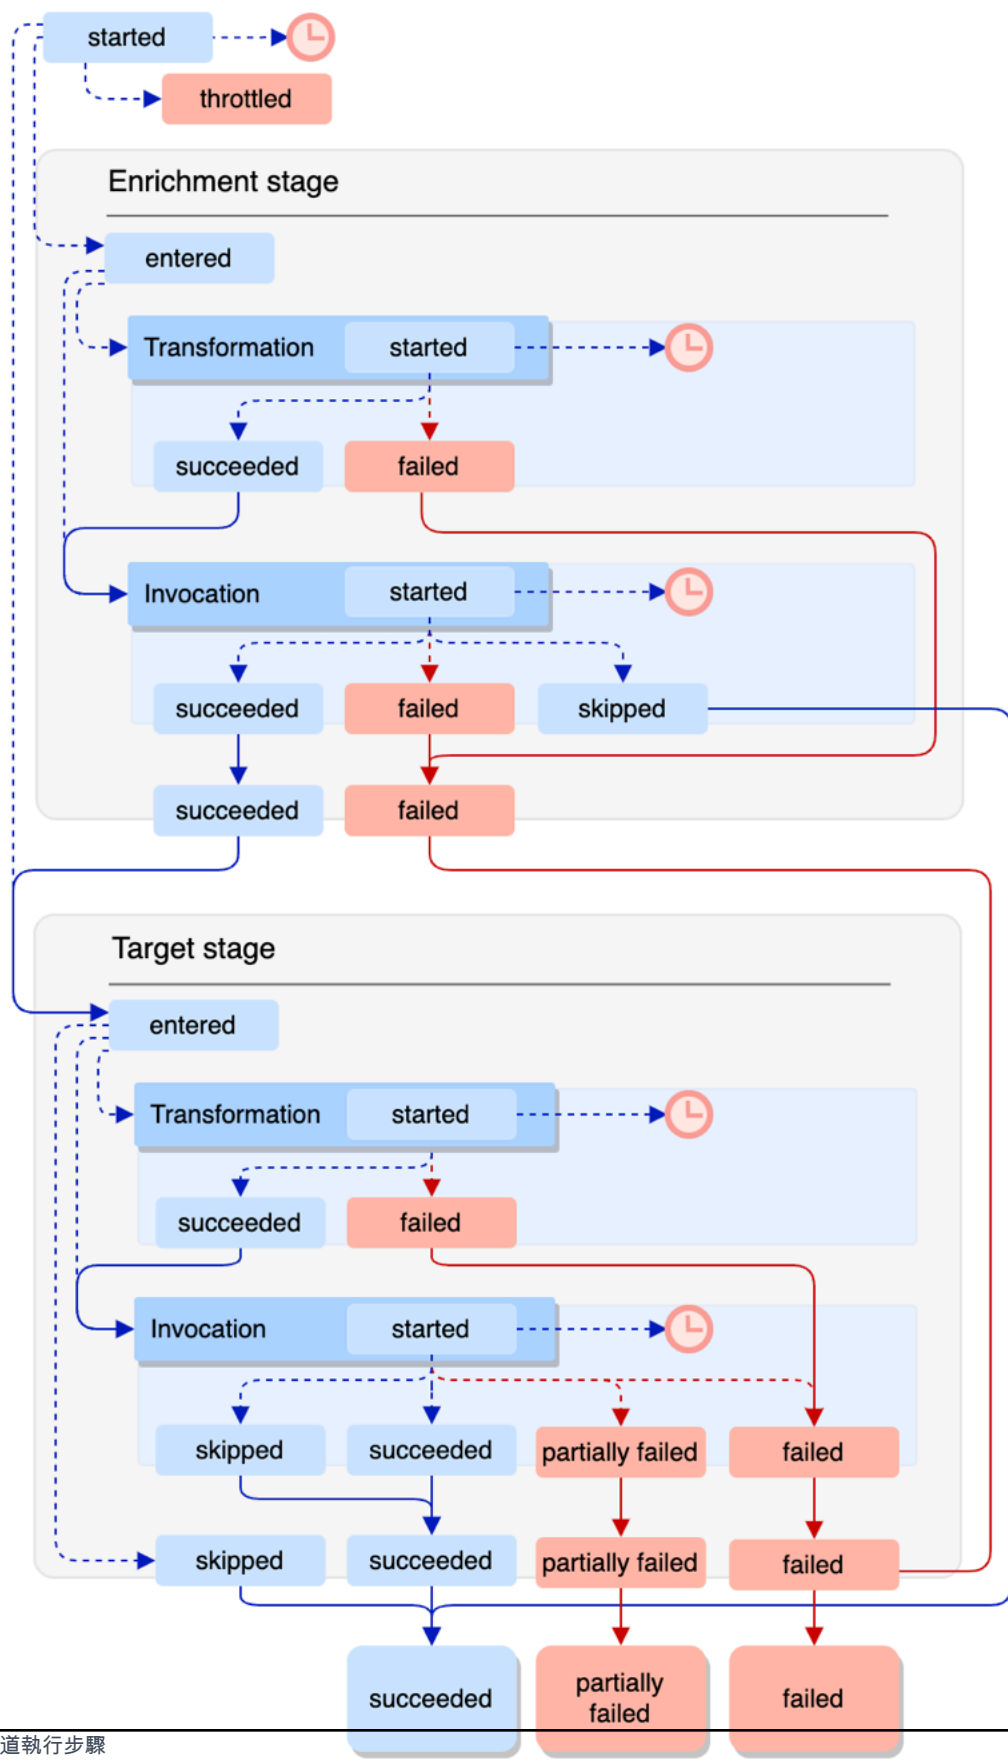 started
throttled
Enrichment stage
entered
Transformation started
succeeded failed
Invocation started
succeeded failed skipped
succeeded failed
Target stage
entered
Transformation started
succeeded failed
Invocation started
skipped succeeded partially failed failed
skipped succeeded partially failed failed
succeeded partially failed failed
道執行步驟